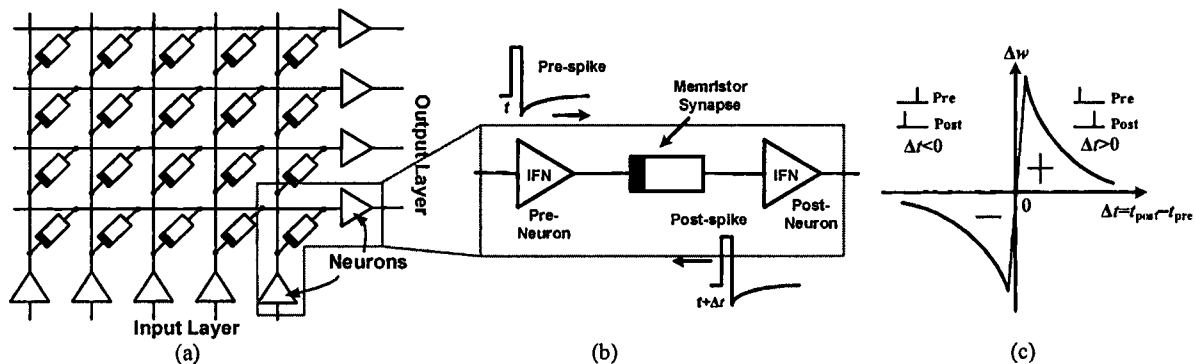 Output Layer
Neurons
Input Layer
(a)
Pre-spike
t
Memristor
Synapse
IFN
IFN
Pre-
Neuron
Post-
Neuron
Post-spike
t+Δt
(b)
Δw
Pre
Post
Δt<0
Pre
Post
Δt>0
+
−
0
Δt=tpost−tpre
(c)